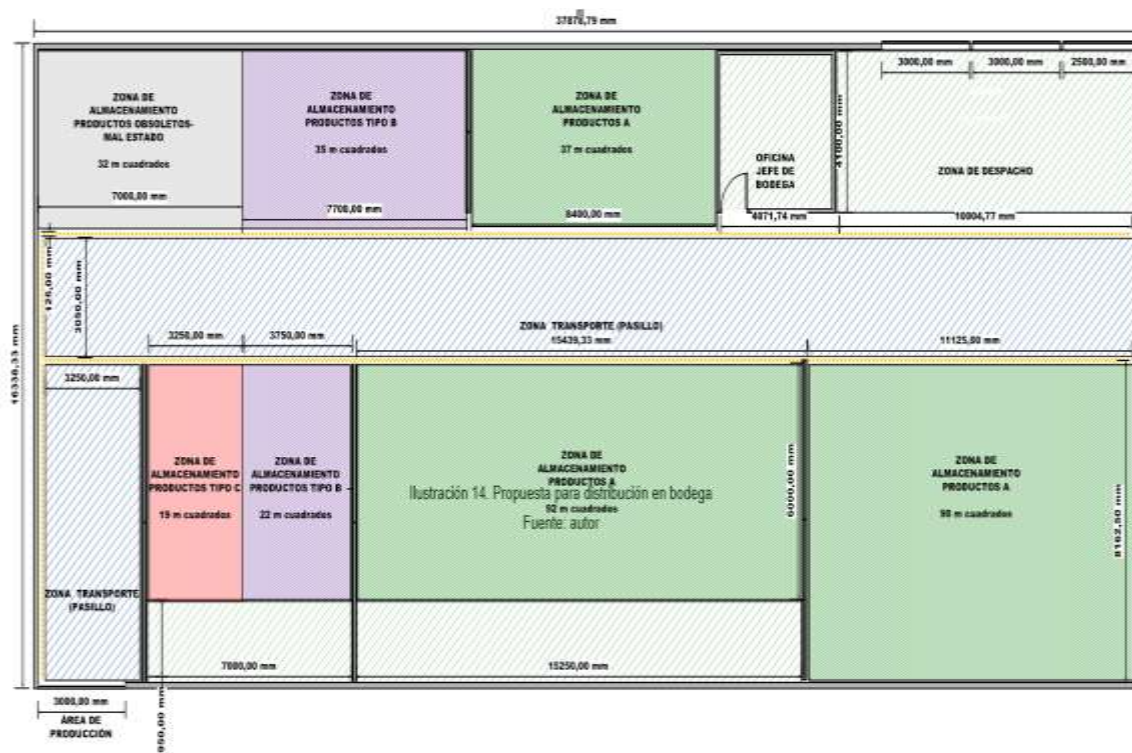 37878,79 mm
3000,00 mm
3000,00 mm
2500,00 mm
ZONA DE
ALMACENAMIENTO
PRODUCTOS OBSOLETOS-
MAL ESTADO
32 m cuadrados
7000,00 mm
ZONA DE
ALMACENAMIENTO
PRODUCTOS TIPO B
35 m cuadrados
7700,00 mm
ZONA DE
ALMACENAMIENTO
PRODUCTOS A
37 m cuadrados
8400,00 mm
OFICINA
JEFE DE
BODEGA
4071,74 mm
4100,00 mm
ZONA DE DESPACHO
10004,77 mm
125,00 mm
3050,00 mm
16338,33 mm
ZONA TRANSPORTE (PASILLO)
3250,00 mm
3750,00 mm
15439,33 mm
11125,00 mm
3250,00 mm
ZONA TRANSPORTE
(PASILLO)
ZONA DE
ALMACENAMIENTO
PRODUCTOS TIPO C
19 m cuadrados
ZONA DE
ALMACENAMIENTO
PRODUCTOS TIPO B
22 m cuadrados
ZONA DE
ALMACENAMIENTO
PRODUCTOS A
92 m cuadrados
Ilustración 14. Propuesta para distribución en bodega
Fuente: autor
6000,00 mm
ZONA DE
ALMACENAMIENTO
PRODUCTOS A
90 m cuadrados
8162,50 mm
7000,00 mm
15250,00 mm
3000,00 mm
ÁREA DE
PRODUCCIÓN